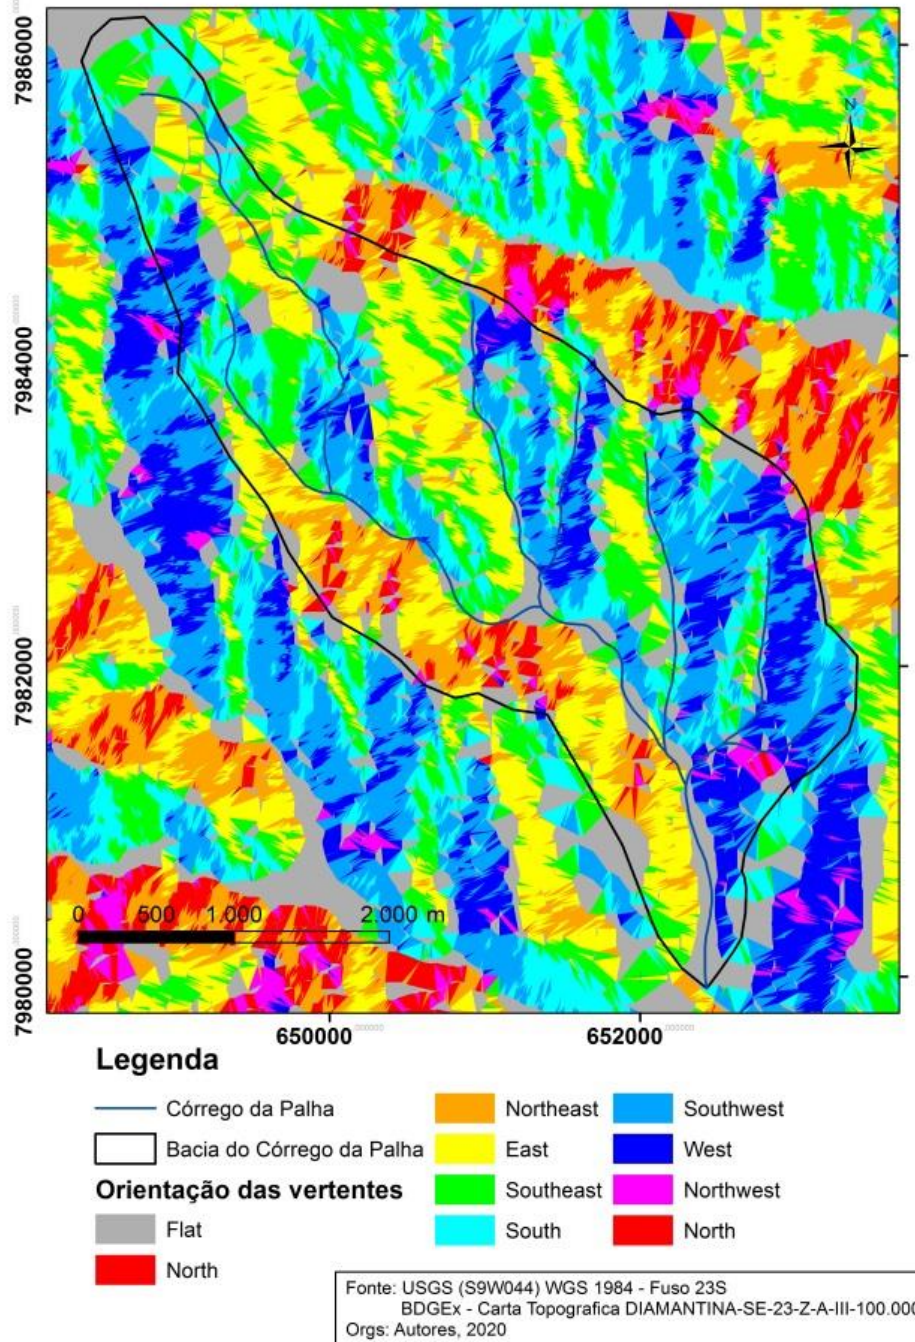 7986000
N
7984000
7982000
7980000
0 500 1.000 2.000 m
650000
652000
Legenda
Córrego da Palha
Bacia do Córrego da Palha
Orientação das vertentes
Flat
North
Northeast
East
Southeast
South
Southwest
West
Northwest
North
Fonte: USGS (S9W044) WGS 1984 - Fuso 23S
BDGEx - Carta Topografica DIAMANTINA-SE-23-Z-A-III-100.000
Orgs: Autores, 2020